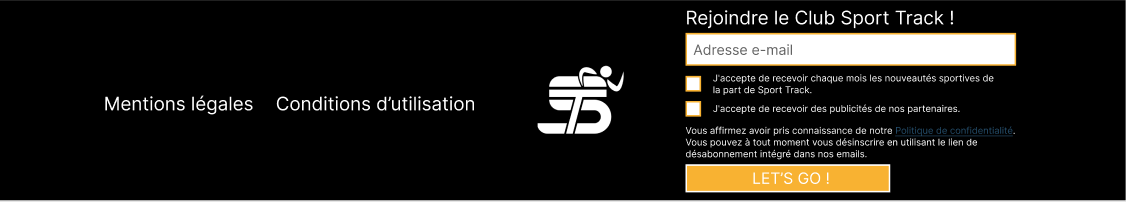 Mentions légales
Conditions d’utilisation
Rejoindre le Club Sport Track !
Adresse e-mail
J'accepte de recevoir chaque mois les nouveautés sportives de
la part de Sport Track.
J'accepte de recevoir des publicités de nos partenaires.
Vous affirmez avoir pris connaissance de notre Politique de confidentialité.
Vous pouvez à tout moment vous désinscrire en utilisant le lien de
désabonnement intégré dans nos emails.
LET’S GO !